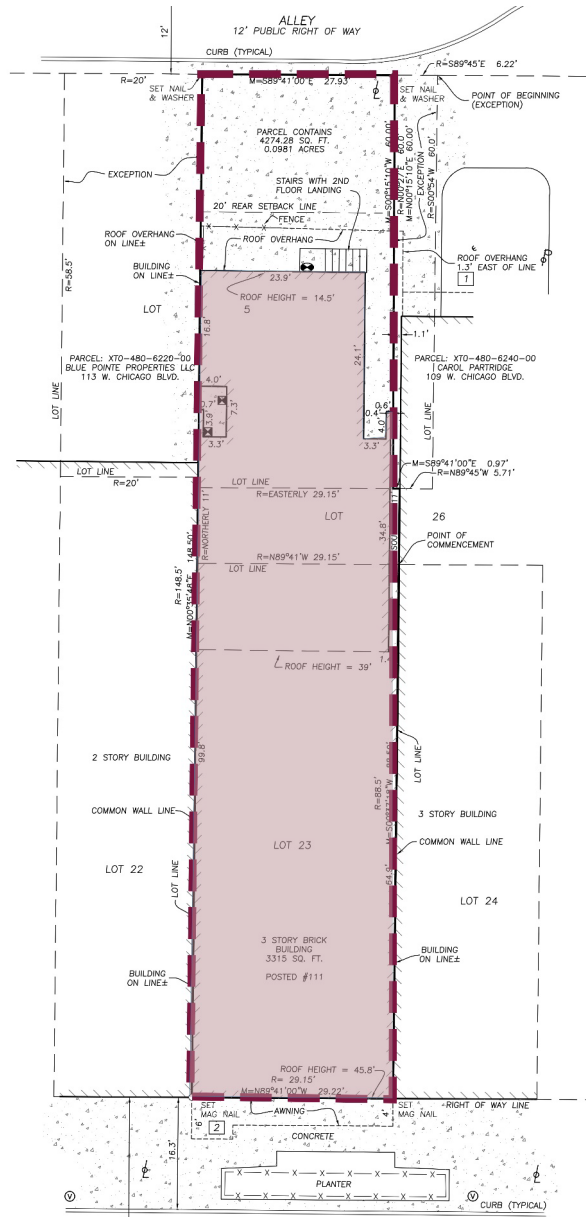 ALLEY
12' PUBLIC RIGHT OF WAY
12'
CURB (TYPICAL)
R=S89°45'E 6.22'
R=20'
M=S89°41'00"E 27.93'
SET NAIL
& WASHER
SET NAIL
& WASHER
POINT OF BEGINNING
(EXCEPTION)
PARCEL CONTAINS
4274.28 SQ. FT.
0.0981 ACRES
M=S00°15'10"W 60.00'
R=N00°27'E 60.0'
M=N00°15'10"E 60.00'
EXCEPTION
R=S00°54'W 60.0'
EXCEPTION
STAIRS WITH 2ND
FLOOR LANDING
20' REAR SETBACK LINE
FENCE
ROOF OVERHANG
ON LINE±
ROOF OVERHANG
ROOF OVERHANG
1.3' EAST OF LINE
1
BUILDING
ON LINE±
23.9'
ROOF HEIGHT = 14.5'
R=58.5'
LOT
5
16.8'
24.1'
1.1'
PARCEL: XTO-480-6220-00
BLUE POINTE PROPERTIES LLC
113 W. CHICAGO BLVD.
PARCEL: XTO-480-6240-00
CAROL PARTRIDGE
109 W. CHICAGO BLVD.
LOT LINE
4.0'
0.7'
7.3'
3.9'
3.3'
0.6'
0.4'
4.0'
3.3'
LOT LINE
M=S89°41'00"E 0.97'
R=N89°45'W 5.71'
LOT LINE
R=20'
LOT LINE
R=EASTERLY 29.15'
R=NORTHERLY 11'
LOT
26
34.8'
POINT OF
COMMENCEMENT
R=N89°41'W 29.15'
LOT LINE
148.50'
R=148.5'
M=N00°35'48"E
ROOF HEIGHT = 39'
LOT LINE
99.8'
2 STORY BUILDING
R=88.5'
COMMON WALL LINE
3 STORY BUILDING
COMMON WALL LINE
LOT 23
LOT 22
LOT LINE
64.9'
LOT 24
3 STORY BRICK
BUILDING
3315 SQ. FT.
POSTED #111
BUILDING
ON LINE±
BUILDING
ON LINE±
ROOF HEIGHT = 45.8'
R= 29.15'
M=N89°41'00"W 29.22'
SET
MAG NAIL
SET
MAG NAIL
RIGHT OF WAY LINE
AWNING
6'
4'
2
CONCRETE
16.3'
PLANTER
V
V
CURB (TYPICAL)